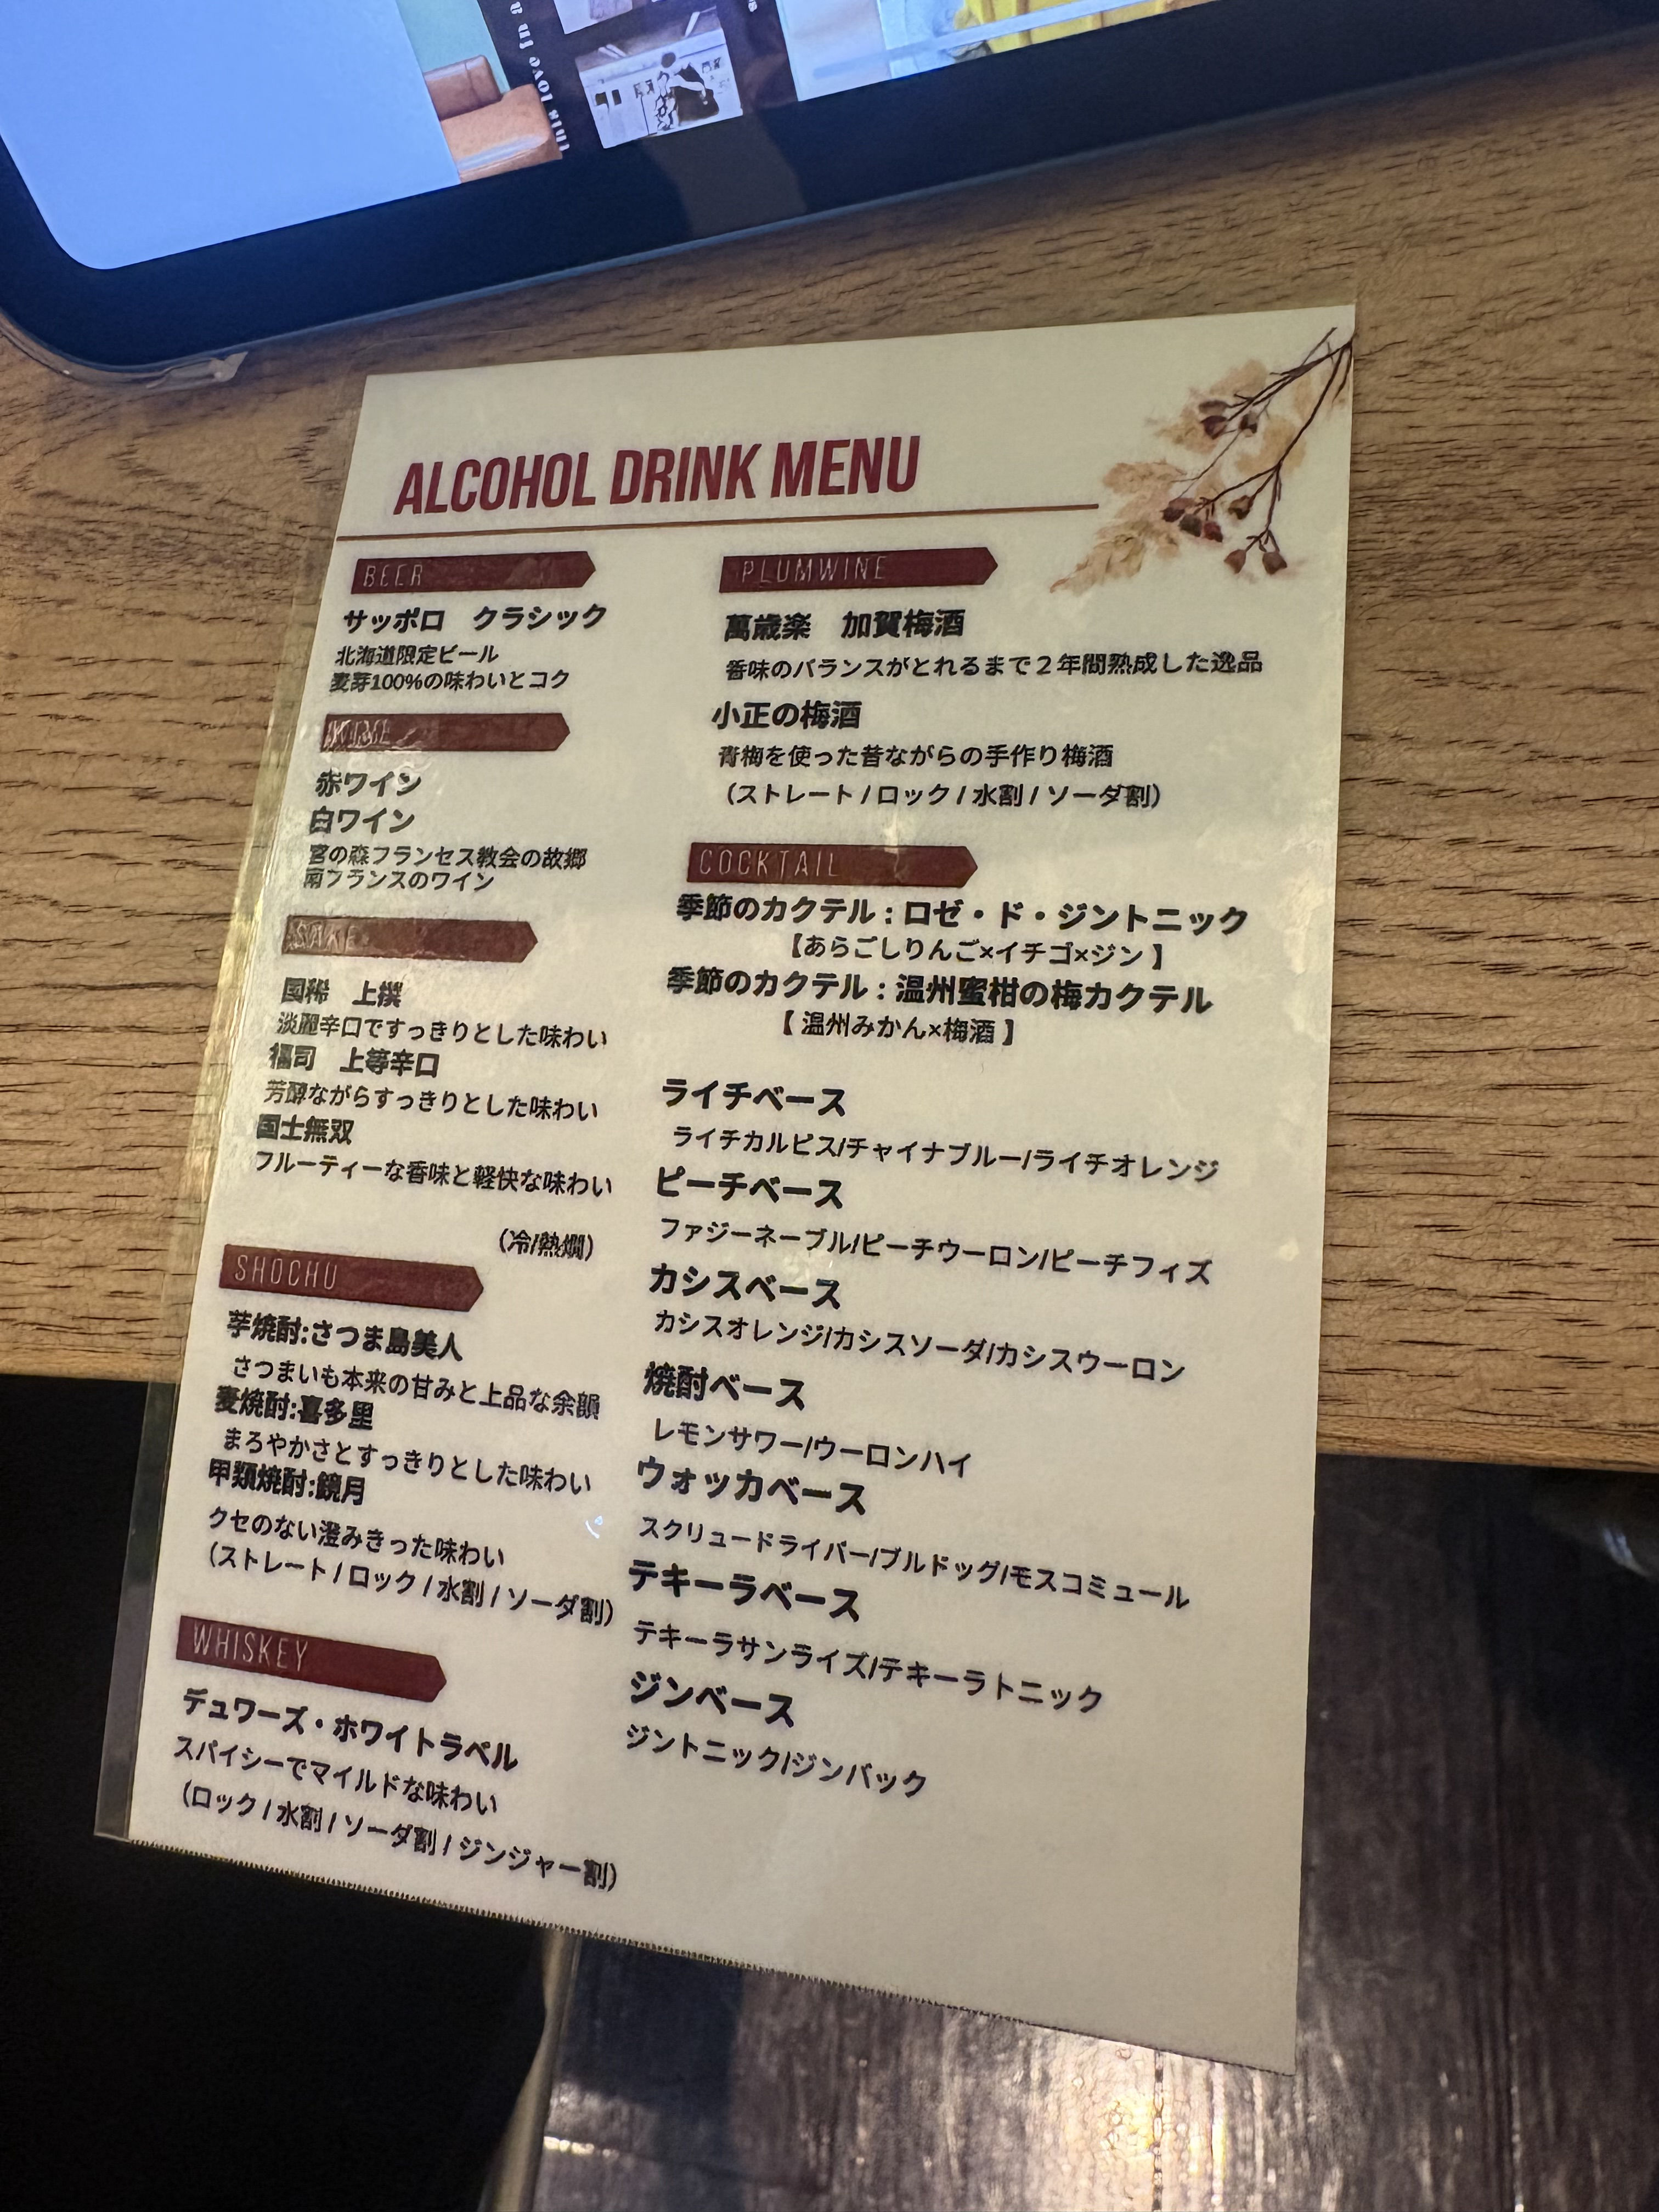 this love in a
ALCOHOL DRINK MENU
BEER
サッポロ　クラシック
北海道限定ビール
麦芽100%の味わいとコク
WINE
赤ワイン
白ワイン
宮の森フランセス教会の故郷
南フランスのワイン
SAKE
国稀　上撰
淡麗辛口ですっきりとした味わい
福司　上等辛口
芳醇ながらすっきりとした味わい
国士無双
フルーティーな香味と軽快な味わい
（冷/熱燗）
SHOCHU
芋焼酎:さつま島美人
さつまいも本来の甘みと上品な余韻
麦焼酎:喜多里
まろやかさとすっきりとした味わい
甲類焼酎:鏡月
クセのない澄みきった味わい
（ストレート / ロック / 水割 / ソーダ割）
WHISKEY
デュワーズ・ホワイトラベル
スパイシーでマイルドな味わい
（ロック / 水割 / ソーダ割 / ジンジャー割）
PLUMWINE
萬歳楽　加賀梅酒
香味のバランスがとれるまで２年間熟成した逸品
小正の梅酒
青梅を使った昔ながらの手作り梅酒
（ストレート / ロック / 水割 / ソーダ割）
COCKTAIL
季節のカクテル：ロゼ・ド・ジントニック
【あらごしりんご×イチゴ×ジン 】
季節のカクテル：温州蜜柑の梅カクテル
【 温州みかん×梅酒 】
ライチベース
ライチカルピス/チャイナブルー/ライチオレンジ
ピーチベース
ファジーネーブル/ピーチウーロン/ピーチフィズ
カシスベース
カシスオレンジ/カシスソーダ/カシスウーロン
焼酎ベース
レモンサワー/ウーロンハイ
ウォッカベース
スクリュードライバー/ブルドッグ/モスコミュール
テキーラベース
テキーラサンライズ/テキーラトニック
ジンベース
ジントニック/ジンバック